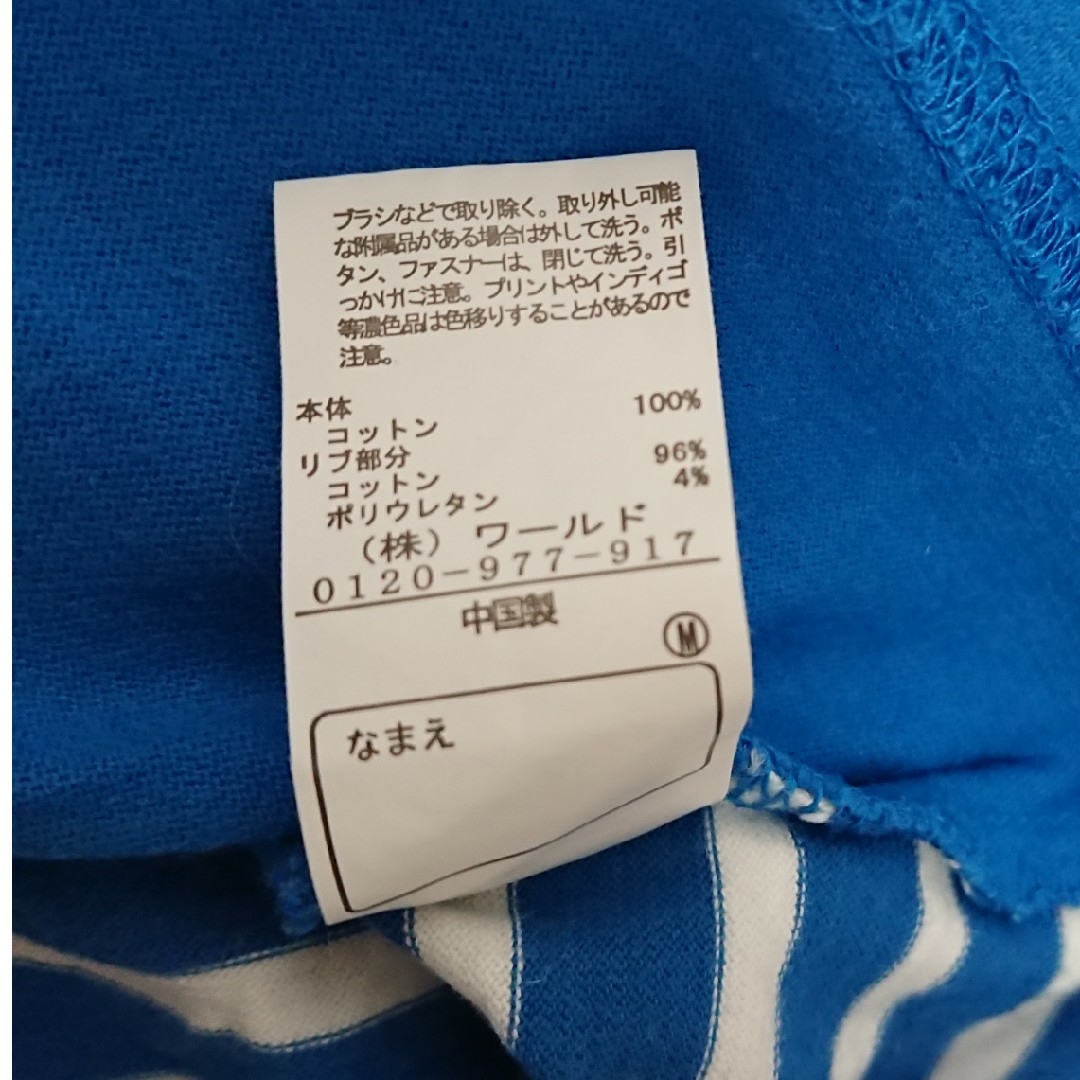 ブラシなどで取り除く。取り外し可能
な附属品がある場合は外して洗う。ボ
タン、ファスナーは、閉じて洗う。引
っかけに注意。プリントやインディゴ
等濃色品は色移りすることがあるので
注意。
本体
コットン 100%
リブ部分
コットン 96%
ポリウレタン 4%
(株) ワールド
0120-977-917
中国製
M
なまえ